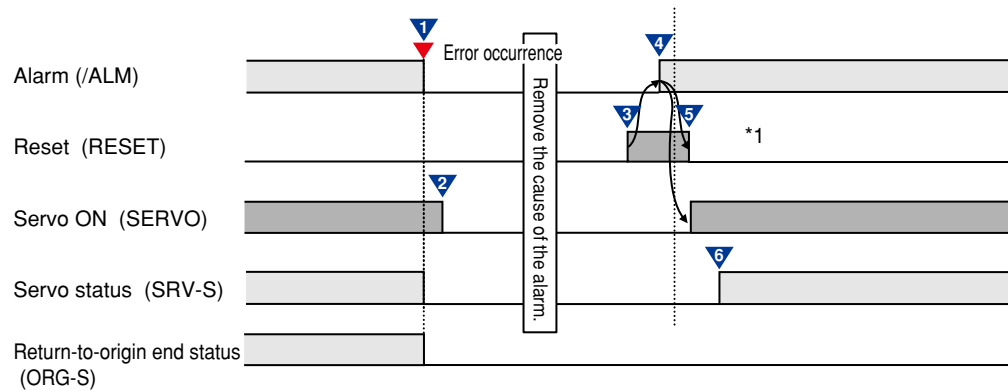 1
Error occurrence
4
Alarm (/ALM)
3
5
*1
Reset (RESET)
2
Servo ON (SERVO)
Remove the cause of the alarm.
6
Servo status (SRV-S)
Return-to-origin end status
(ORG-S)